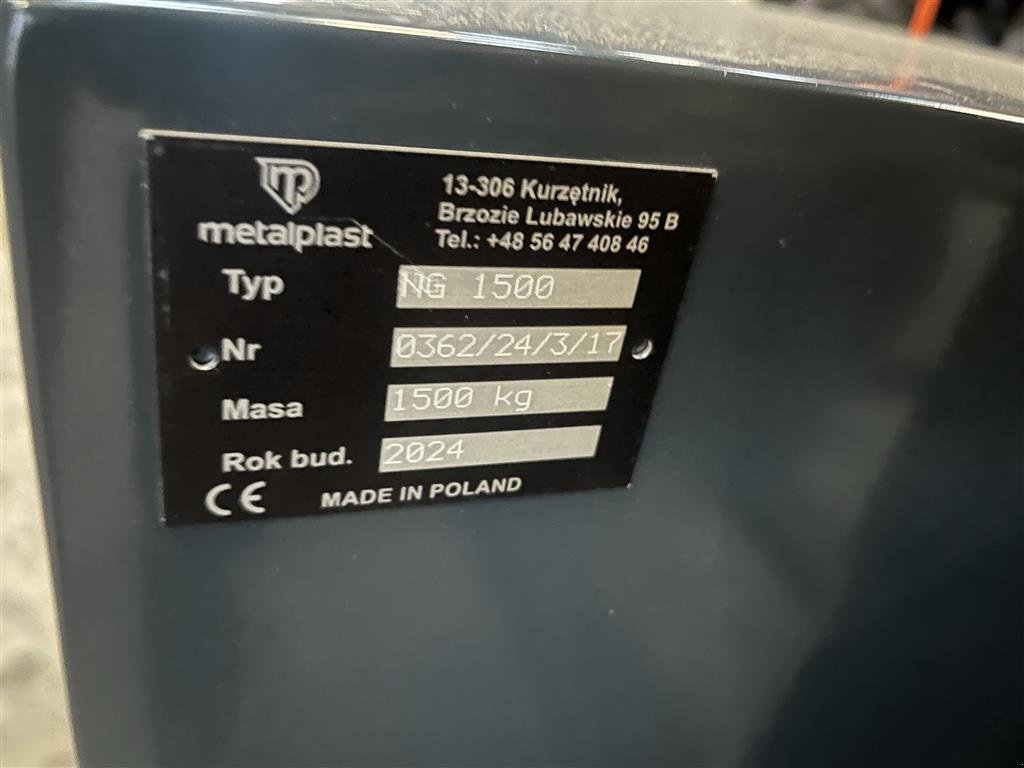 metalplast
13-306 Kurzętnik,
Brzozie Lubawskie 95 B
Tel.: +48 56 47 408 46
Typ NG 1500
Nr 0362/24/3/17
Masa 1500 kg
Rok bud. 2024
CE MADE IN POLAND